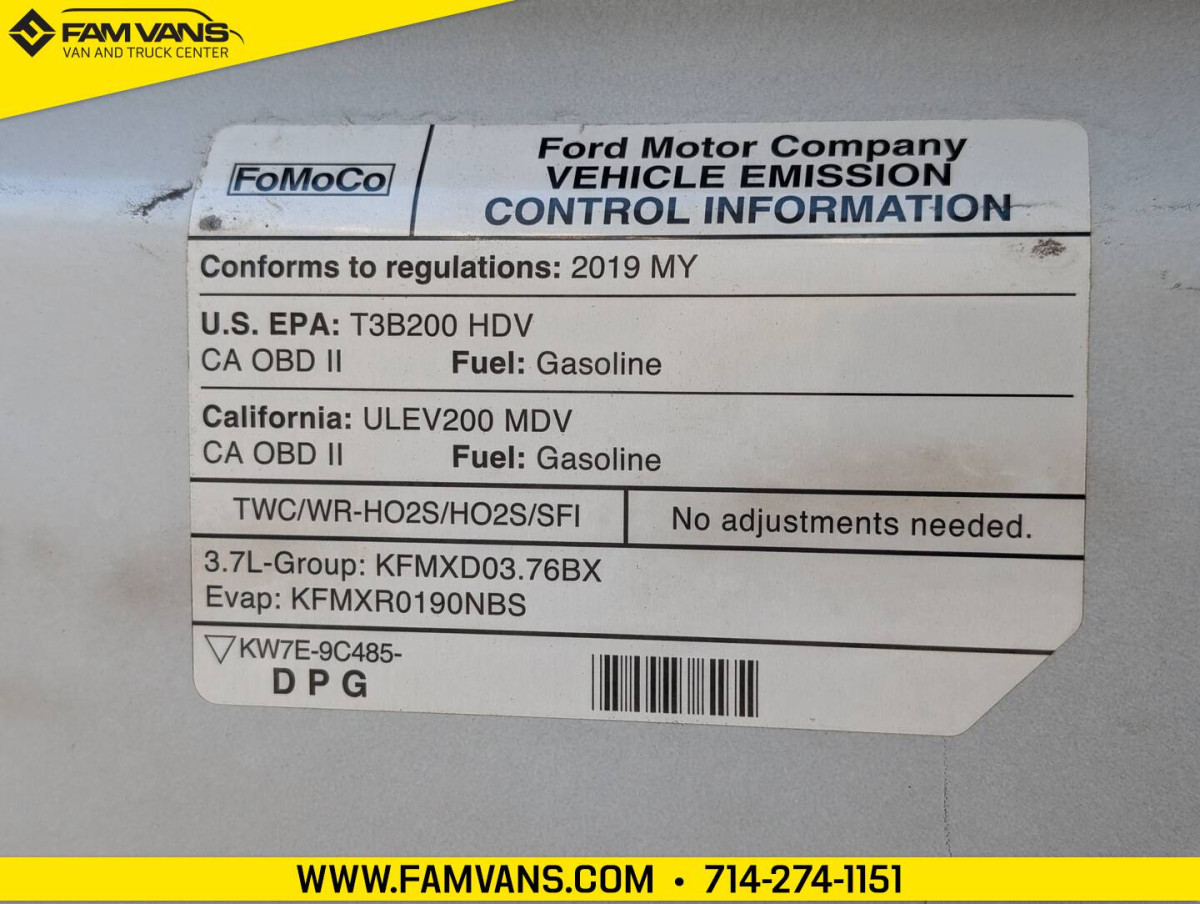 FAM VANS
VAN AND TRUCK CENTER
FoMoCo
Ford Motor Company
VEHICLE EMISSION
CONTROL INFORMATION
Conforms to regulations: 2019 MY
U.S. EPA: T3B200 HDV
CA OBD II Fuel: Gasoline
California: ULEV200 MDV
CA OBD II Fuel: Gasoline
TWC/WR-HO2S/HO2S/SFI
No adjustments needed.
3.7L-Group: KFMXD03.76BX
Evap: KFMXR0190NBS
KW7E-9C485-
D P G
WWW.FAMVANS.COM • 714-274-1151